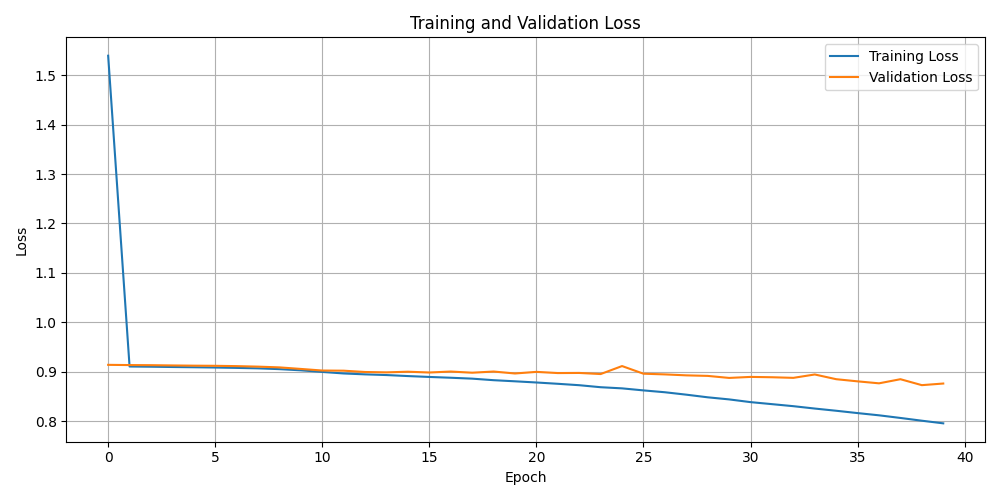 Training and Validation Loss
Training Loss
Validation Loss
1.5
1.4
1.3
1.2
1.1
1.0
0.9
0.8
Loss
0 5 10 15 20 25 30 35 40
Epoch